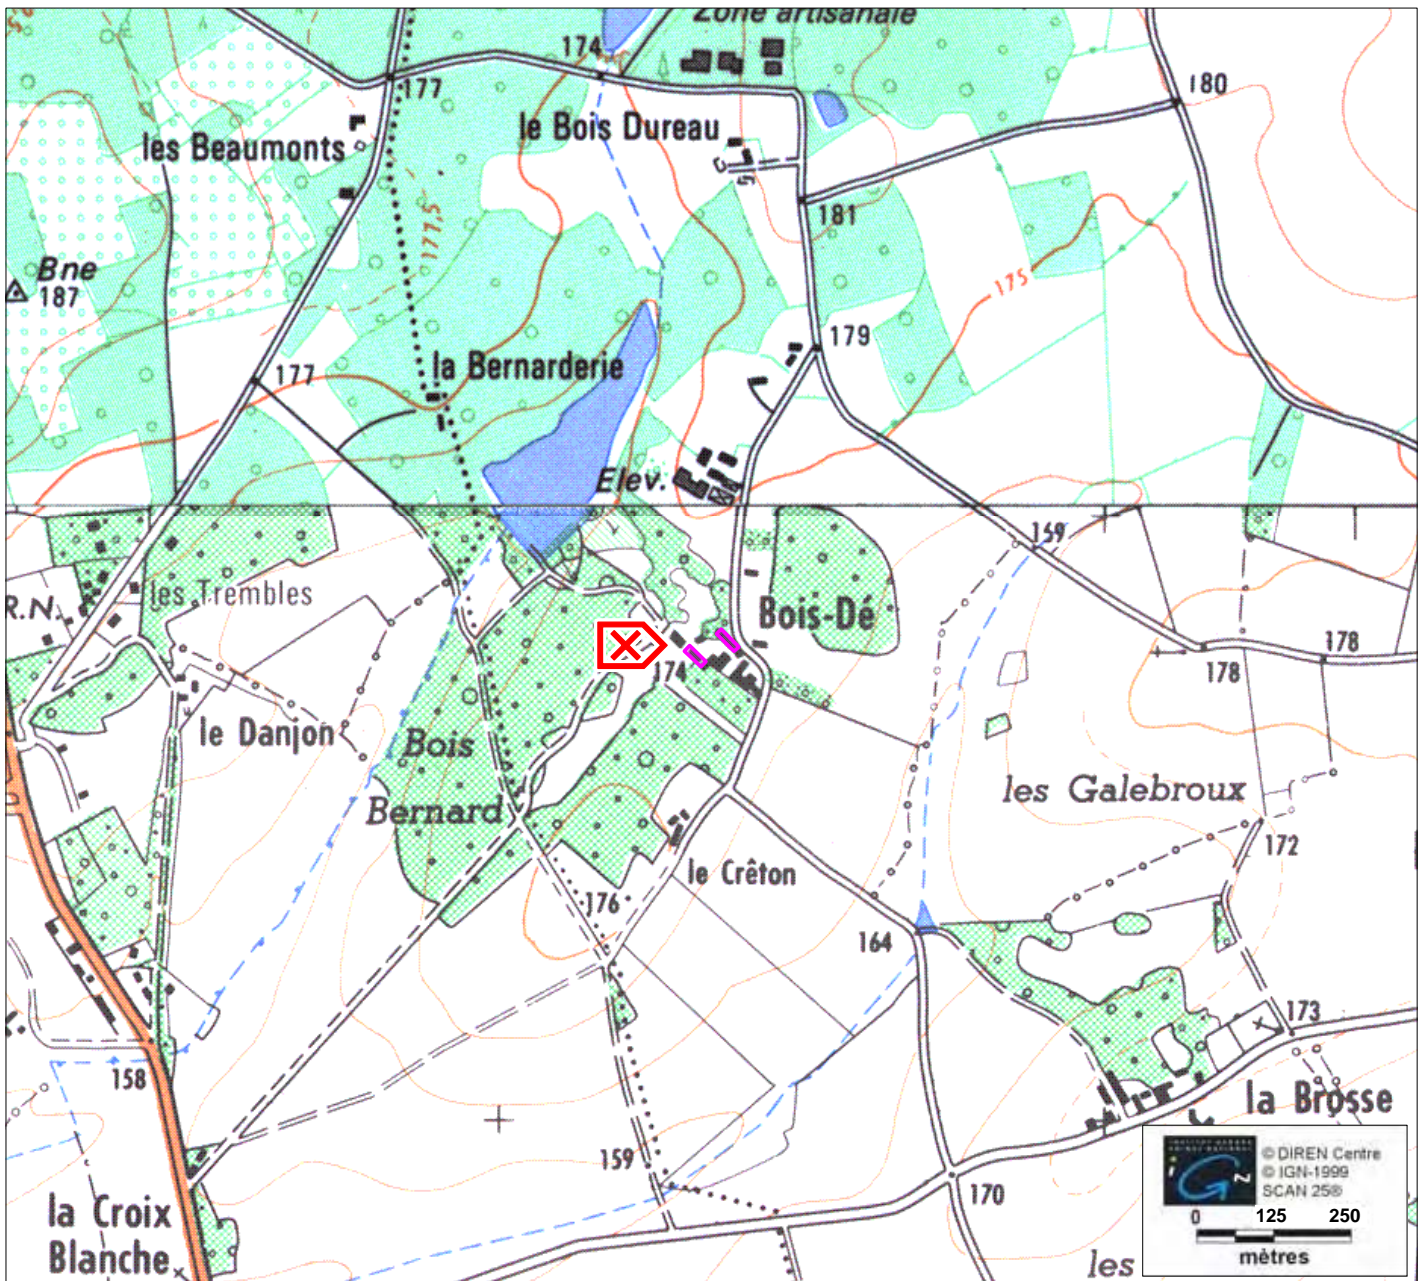 Zone artisanale
174
177
180
le Bois Dureau
les Beaumonts
181
177,5
Bne
187
175
179
la Bernarderie
177
Elev.
169
les Trembles
R.N.
Bois-Dé
178
178
174
le Danjon
Bois
les Galebroux
Bernard
172
le Crêton
176
164
173
158
la Brosse
© DIREN Centre
© IGN-1999
SCAN 25®
159
170
0 125 250
la Croix
Blanche
mètres
les